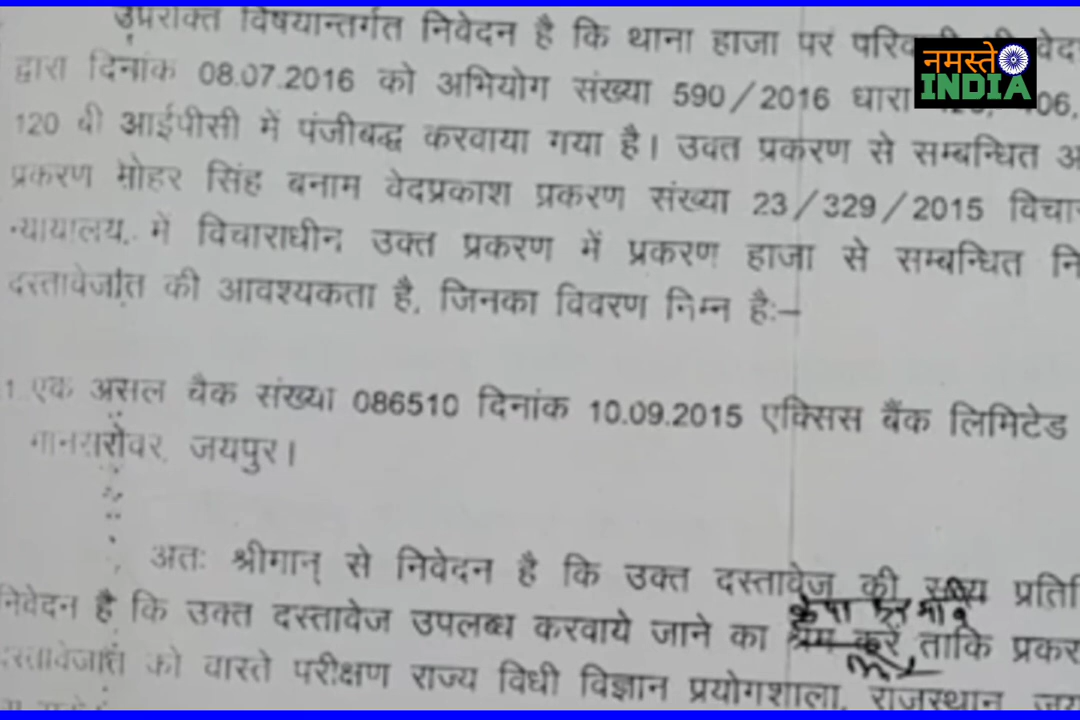 उपरोक्त विषयान्तर्गत निवेदन है कि थाना हाजा पर
नमस्ते
INDIA
द्वारा दिनांक 08.07.2016 को अभियोग संख्या 590/2016 धारा
120 बी आईपीसी में पंजीबद्ध करवाया गया है। उक्त प्रकरण से सम्बन्धित
प्रकरण मोहर सिंह बनाम वेदप्रकाश प्रकरण संख्या 23/329/2015
न्यायालय में विचाराधीन उक्त प्रकरण में प्रकरण हाजा से सम्बन्धित
दस्तावेजात की आवश्यकता है, जिनका विवरण निम्न है:–
1. एक असल चैक संख्या 086510 दिनांक 10.09.2015 एक्सिस बैंक लिमिटेड
मानसरोवर, जयपुर।
अतः श्रीमान् से निवेदन है कि उक्त दस्तावेज की
निवेदन है कि उक्त दस्तावेज उपलब्ध करवाये जाने का श्रम करें ताकि
दस्तावेजात को वास्ते परीक्षण राज्य विधी विज्ञान प्रयोगशाला, राजस्थान,